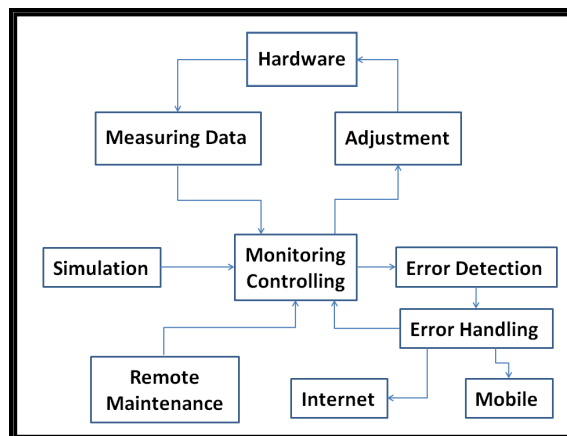 Hardware
Measuring Data
Adjustment
Simulation
Monitoring
Controlling
Error Detection
Error Handling
Remote
Maintenance
Internet
Mobile